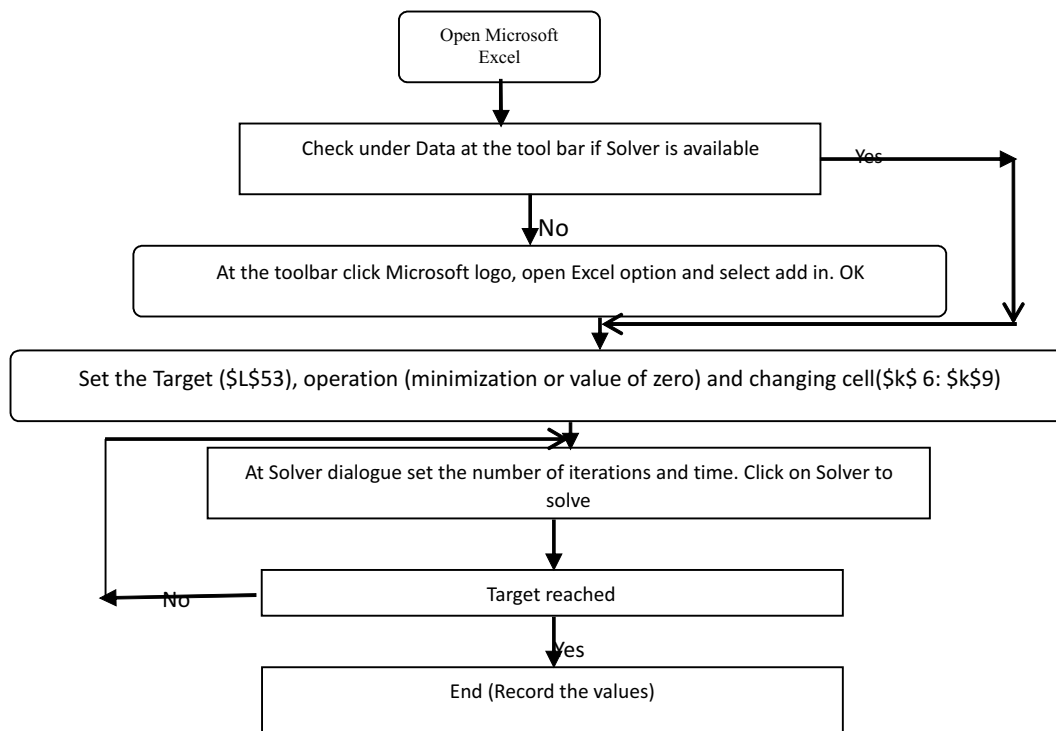 Open Microsoft
Excel
Check under Data at the tool bar if Solver is available
Yes
No
At the toolbar click Microsoft logo, open Excel option and select add in. OK
Set the Target ($L$53), operation (minimization or value of zero) and changing cell($k$ 6: $k$9)
At Solver dialogue set the number of iterations and time. Click on Solver to
solve
Target reached
No
Yes
End (Record the values)